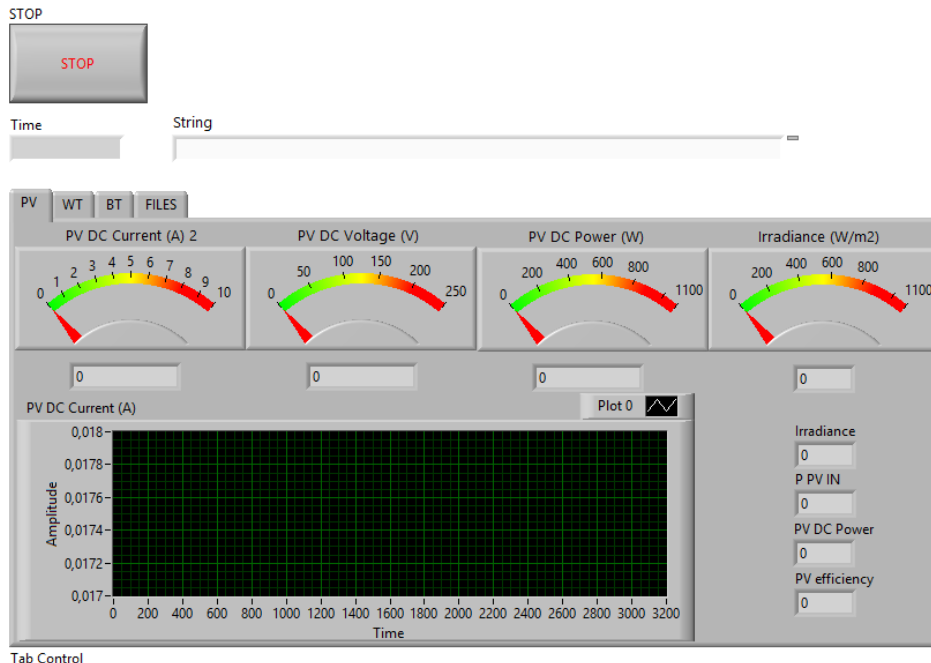 STOP
STOP
Time String
PV WT BT FILES
PV DC Current (A) 2 PV DC Voltage (V) PV DC Power (W) Irradiance (W/m2)
0 1 2 3 4 5 6 7 8 9 10
0 50 100 150 200 250
0 200 400 600 800 1100
0 200 400 600 800 1100
0 0 0 0
PV DC Current (A) Plot 0
Amplitude
0,018
0,0178
0,0176
0,0174
0,0172
0,017
0 200 400 600 800 1000 1200 1400 1600 1800 2000 2200 2400 2600 2800 3000 3200
Time
Irradiance
0
P PV IN
0
PV DC Power
0
PV efficiency
0
Tab Control